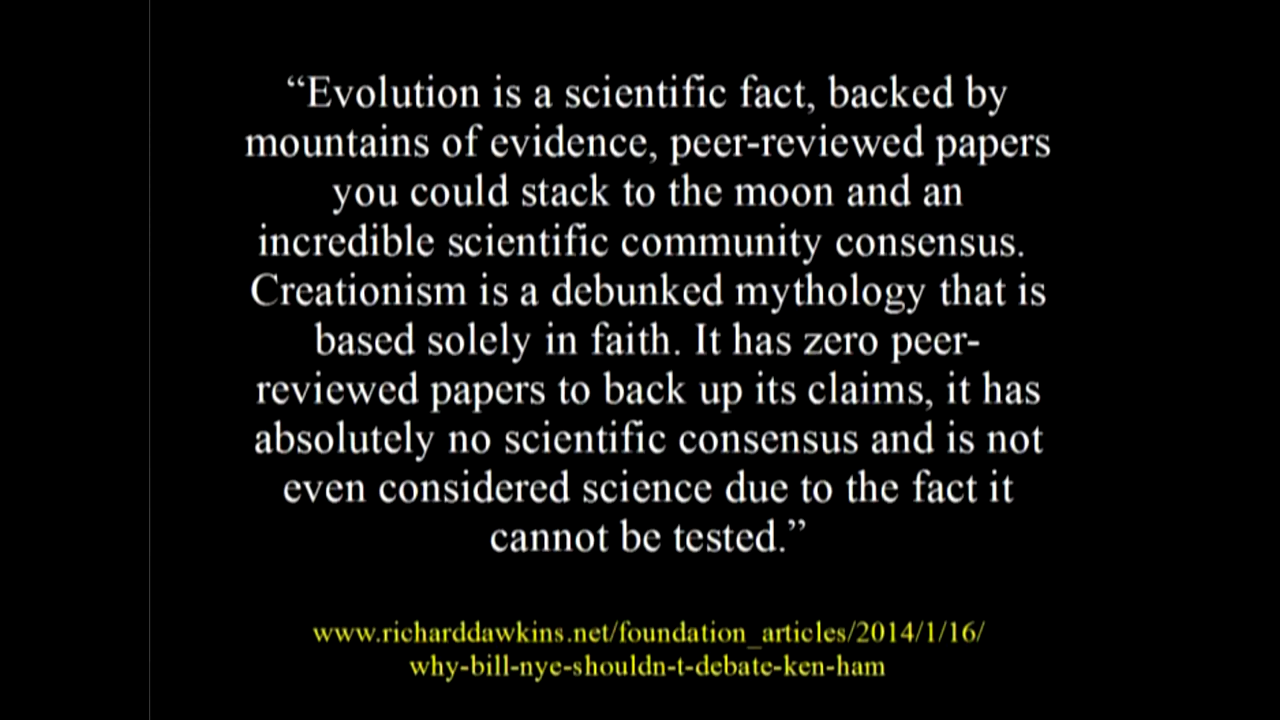 “Evolution is a scientific fact, backed by
mountains of evidence, peer-reviewed papers
you could stack to the moon and an
incredible scientific community consensus.
Creationism is a debunked mythology that is
based solely in faith. It has zero peer-
reviewed papers to back up its claims, it has
absolutely no scientific consensus and is not
even considered science due to the fact it
cannot be tested.”
www.richarddawkins.net/foundation_articles/2014/1/16/
why-bill-nye-shouldn-t-debate-ken-ham